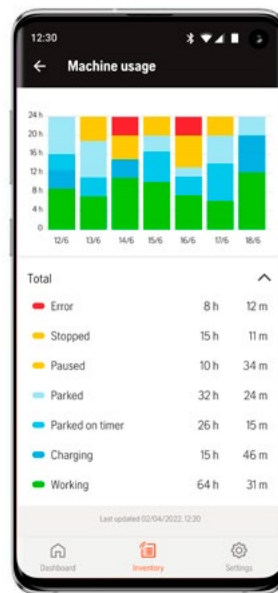 12:30
Machine usage
24 h
20 h
16 h
12 h
8 h
4 h
0
12/6 13/6 14/6 15/6 16/6 17/6 18/6
Total
Error 8 h 12 m
Stopped 15 h 11 m
Paused 10 h 34 m
Parked 32 h 24 m
Parked on timer 26 h 15 m
Charging 15 h 46 m
Working 64 h 31 m
Last updated 02/04/2022, 12:20
Dashboard Inventory Settings